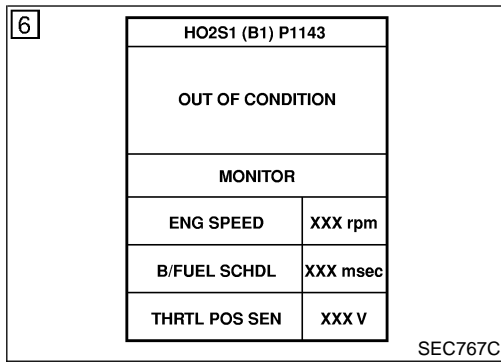 6
HO2S1 (B1) P1143
OUT OF CONDITION
MONITOR
ENG SPEED XXX rpm
B/FUEL SCHDL XXX msec
THRTL POS SEN XXX V
SEC767C